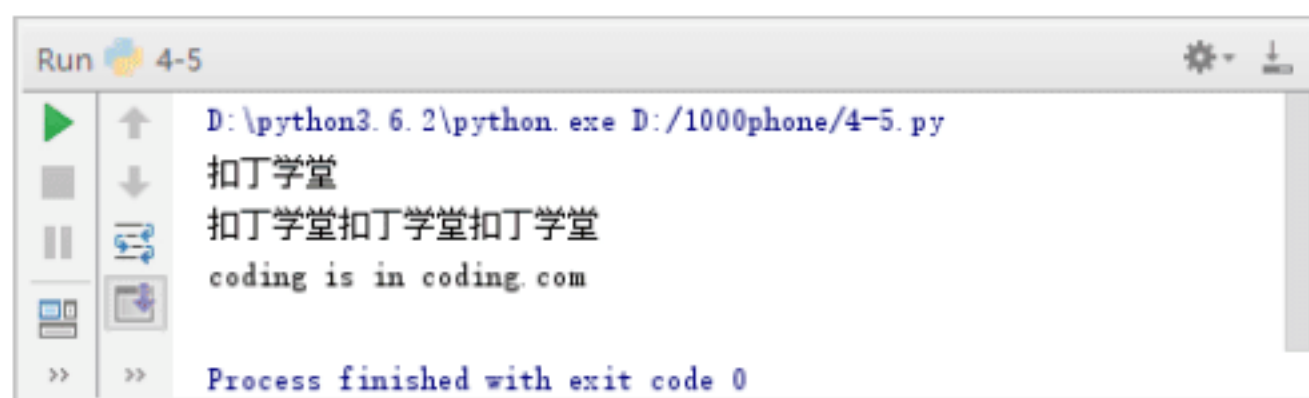 Run 4-5
D:\python3.6.2\python.exe D:/1000phone/4-5.py
扣丁学堂
扣丁学堂扣丁学堂扣丁学堂
coding is in coding.com
Process finished with exit code 0